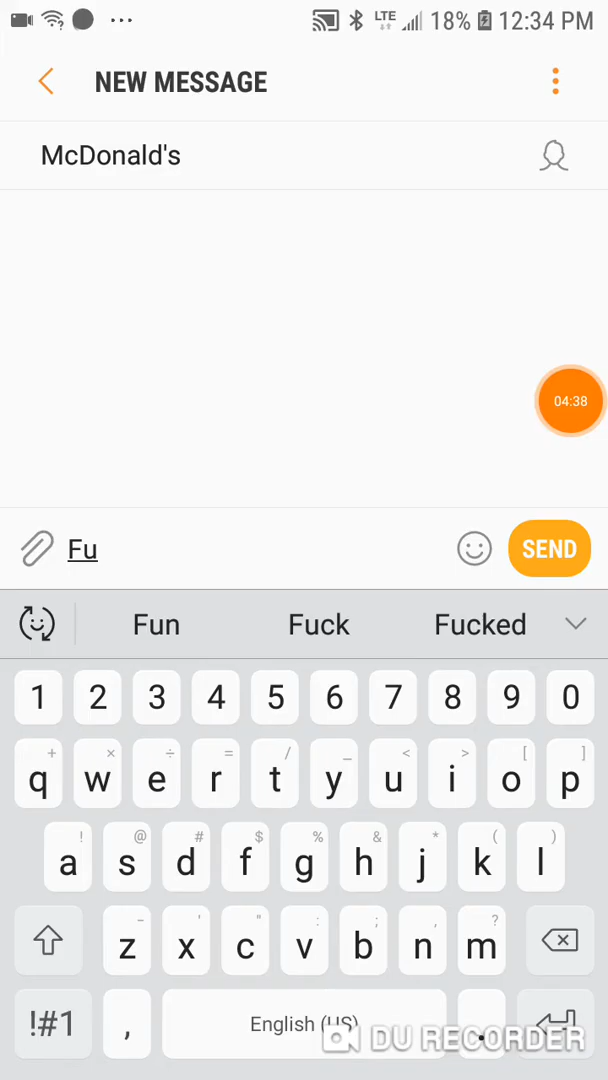 LTE 18% 12:34 PM
NEW MESSAGE
McDonald's
04:38
Fu SEND
Fun Fuck Fucked
1 2 3 4 5 6 7 8 9 0
+ × ÷ = / _ < > [ ]
q w e r t y u i o p
! @ # $ % & * ( )
a s d f g h j k l
- ' " : ; , ?
z x c v b n m
!#1 , English (US) .
DU RECORDER